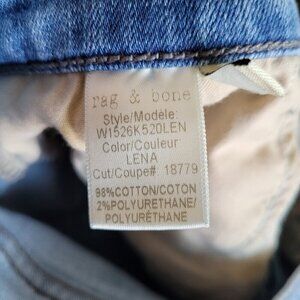 rag & bone
Style/Modele:
W1526K520LEN
Color/Couleur
LENA
Cut/Coupe# 18779
98%COTTON/COTON
2%POLYURETHANE/
POLYURÉTHANE